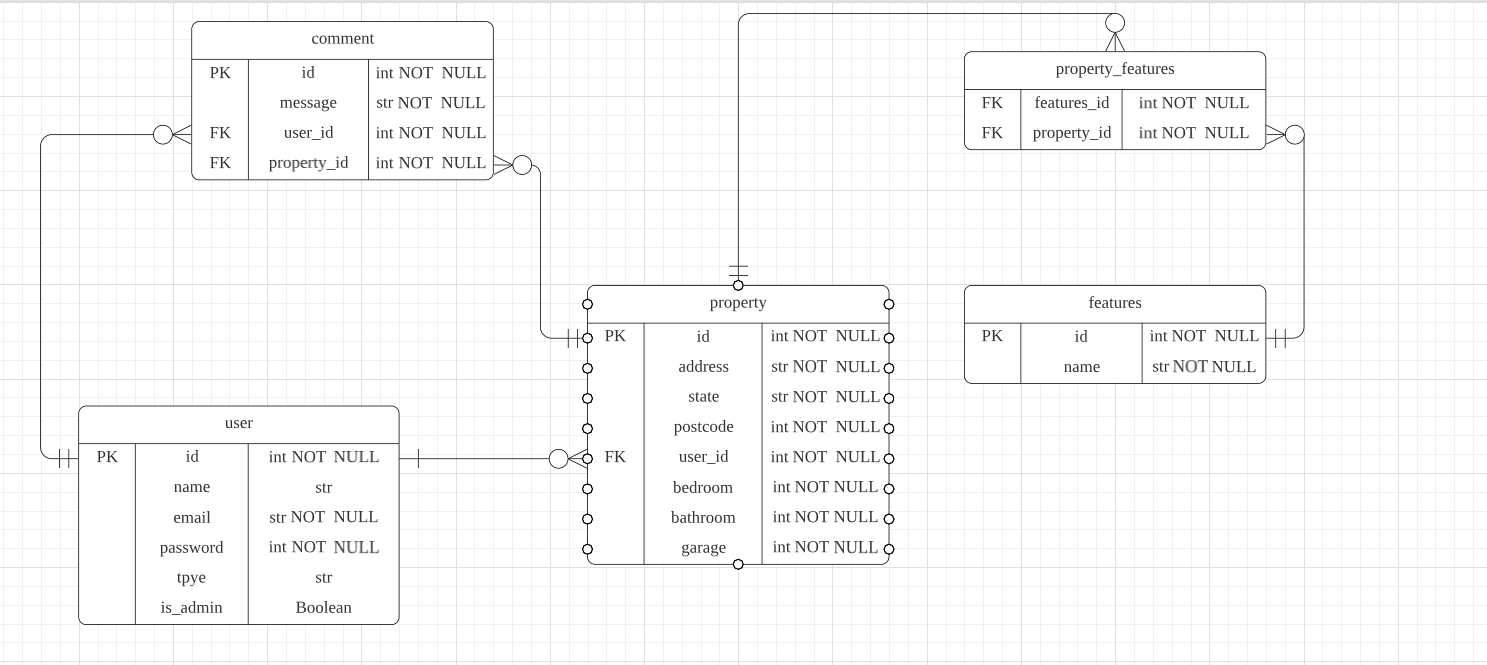 comment
PK id int NOT NULL
message str NOT NULL
FK user_id int NOT NULL
FK property_id int NOT NULL
property_features
FK features_id int NOT NULL
FK property_id int NOT NULL
property
PK id int NOT NULL
address str NOT NULL
state str NOT NULL
postcode int NOT NULL
FK user_id int NOT NULL
bedroom int NOT NULL
bathroom int NOT NULL
garage int NOT NULL
features
PK id int NOT NULL
name str NOT NULL
user
PK id int NOT NULL
name str
email str NOT NULL
password int NOT NULL
tpye str
is_admin Boolean